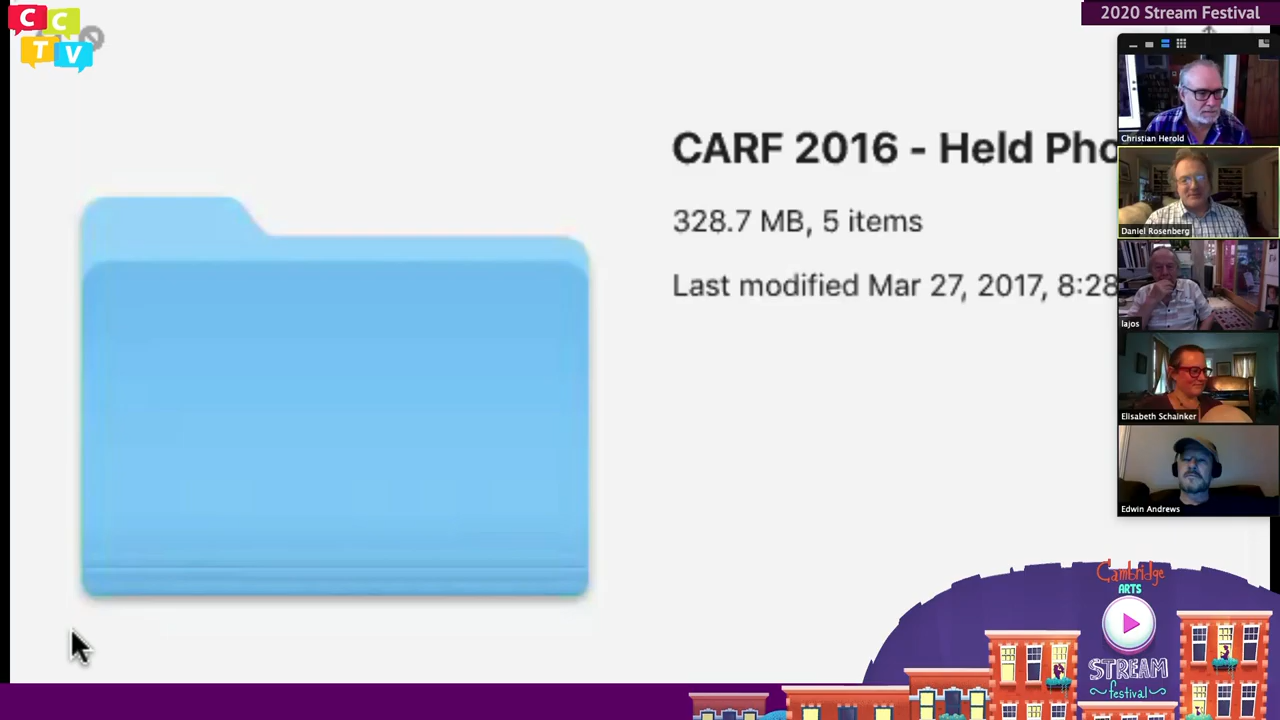 C C
T V
2020 Stream Festival
CARF 2016 - Held Pho
328.7 MB, 5 items
Last modified Mar 27, 2017, 8:28
Christian Herold
Daniel Rosenberg
lajos
Elisabeth Schainker
Edwin Andrews
Cambridge
ARTS
STREAM
festival